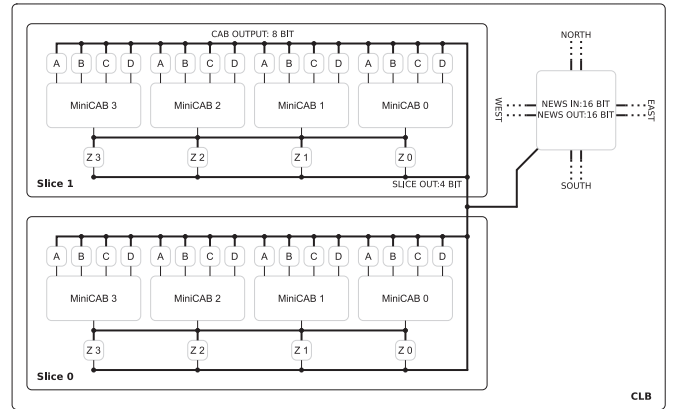 CAB OUTPUT: 8 BIT
A B C D A B C D A B C D A B C D
MiniCAB 3 MiniCAB 2 MiniCAB 1 MiniCAB 0
Z 3 Z 2 Z 1 Z 0
Slice 1
SLICE OUT:4 BIT
NORTH
WEST
NEWS IN:16 BIT
NEWS OUT:16 BIT
EAST
SOUTH
A B C D A B C D A B C D A B C D
MiniCAB 3 MiniCAB 2 MiniCAB 1 MiniCAB 0
Z 3 Z 2 Z 1 Z 0
Slice 0
CLB